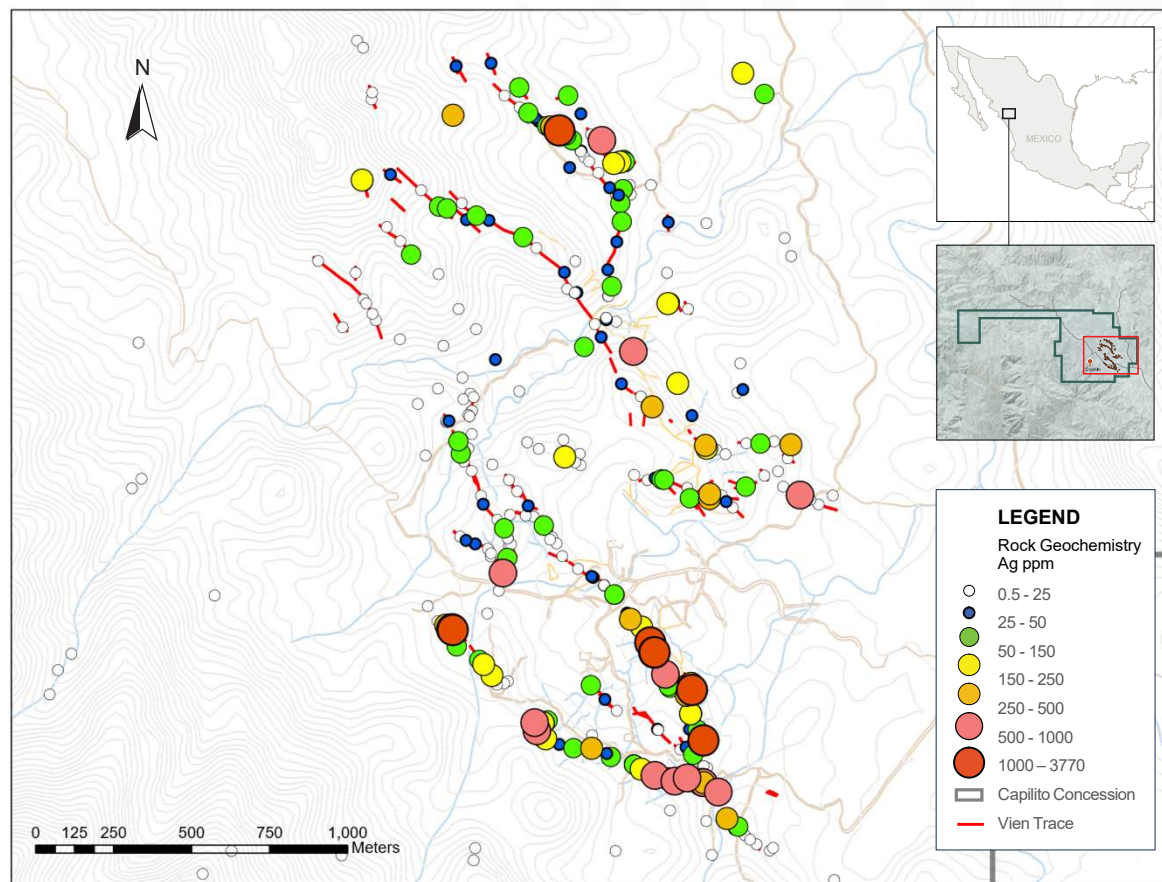 N
MEXICO
Capilito
LEGEND
Rock Geochemistry
Ag ppm
0.5 - 25
25 - 50
50 - 150
150 - 250
250 - 500
500 - 1000
1000 – 3770
Capilito Concession
Vien Trace
0 125 250 500 750 1,000
Meters